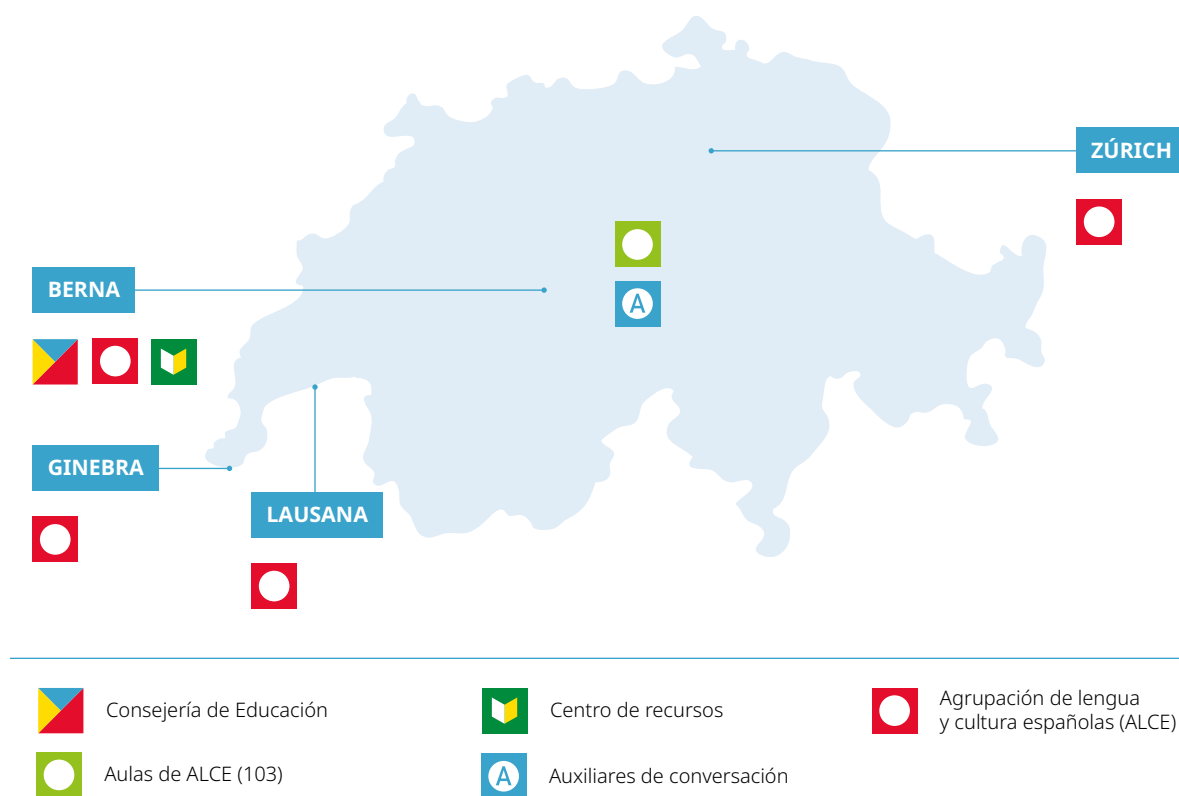 ZÚRICH
BERNA
A
GINEBRA
LAUSANA
Consejería de Educación
Centro de recursos
Agrupación de lengua
y cultura españolas (ALCE)
Aulas de ALCE (103)
A
Auxiliares de conversación